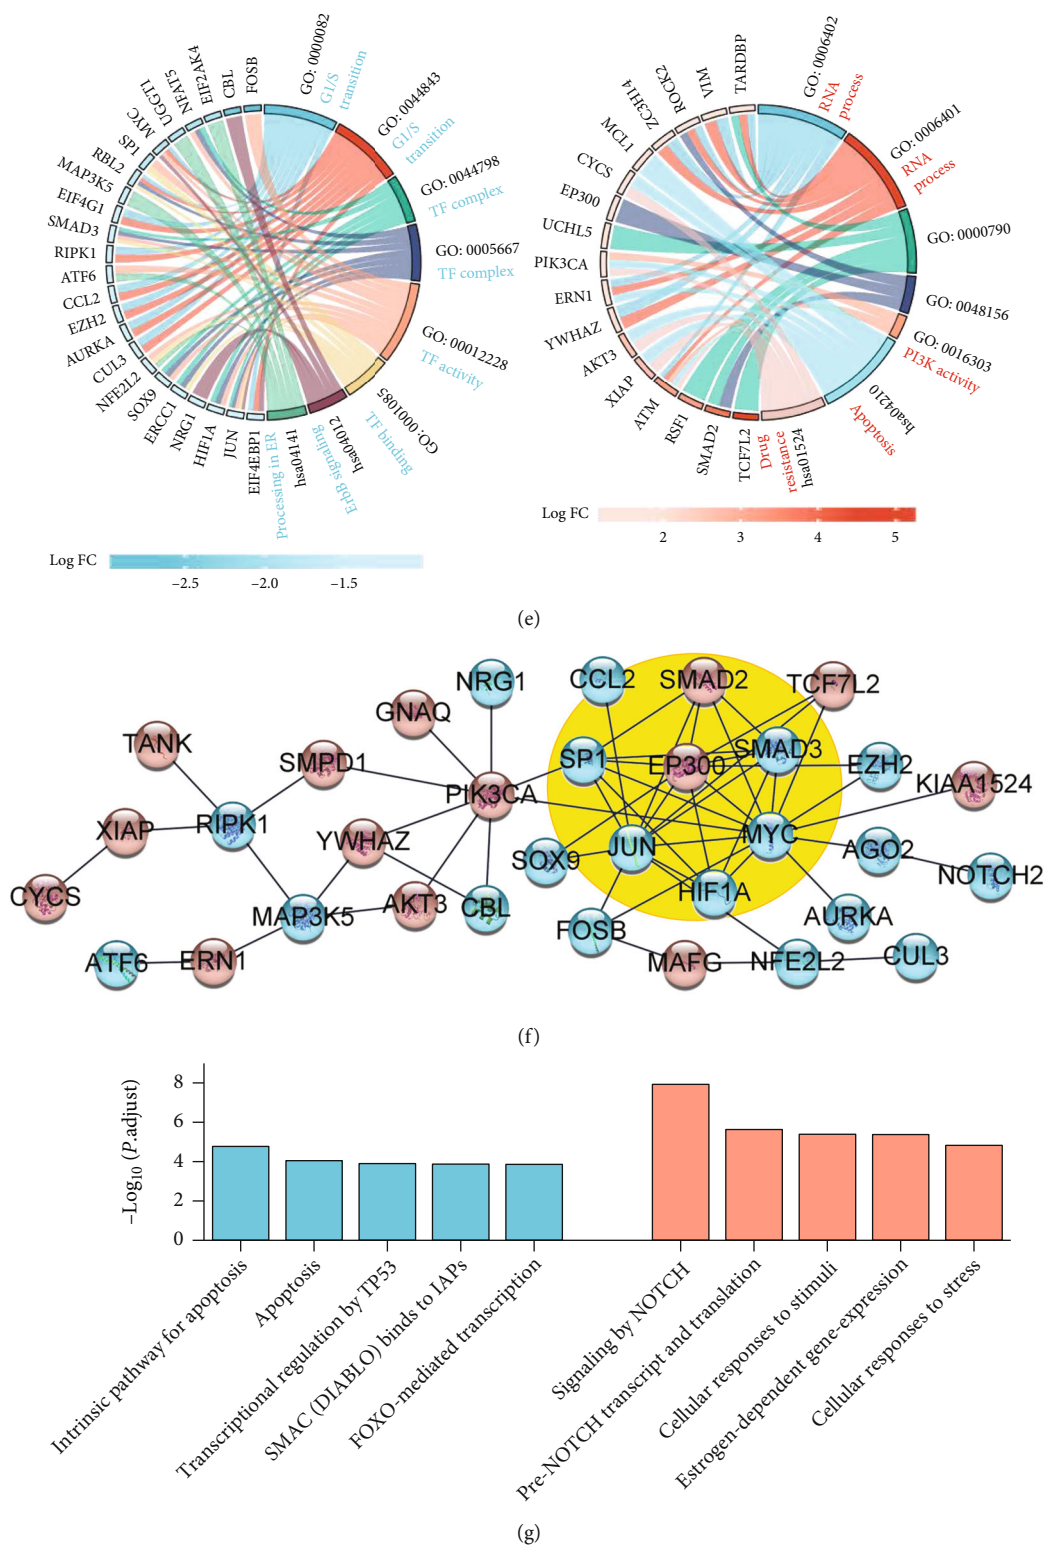 FOSB
CBL
EIF2AK4
NFAT5
UGGT1
MYC
SP1
RBL2
MAP3K5
EIF4G1
SMAD3
RIPK1
ATF6
CCL2
EZH2
AURKA
CUL3
NFE2L2
SOX9
ERCC1
NRG1
HIF1A
JUN
EIF4EBP1
GO: 0000082
G1/S
transition
GO: 0044843
G1/S
transition
GO: 0044798
TF complex
GO: 0005667
TF complex
GO: 00012228
TF activity
GO: 0001085
TF binding
hsa04012
ErbB signaling
hsa04141
Processing in ER
Log FC
–2.5
–2.0
–1.5
TARDBP
VIM
ROCK2
ZC3H14
MCL1
CYCS
EP300
UCHL5
PIK3CA
ERN1
YWHAZ
AKT3
XIAP
ATM
RSF1
SMAD2
TCF7L2
GO: 0006402
RNA
process
GO: 0006401
RNA
process
GO: 0000790
GO: 0048156
GO: 0016303
PI3K activity
hsa04210
Apoptosis
hsa01524
Drug
resistance
Log FC
2
3
4
5
(e)
NRG1
CCL2
SMAD2
TCF7L2
GNAQ
TANK
SMPD1
SP1
EP300
SMAD3
EZH2
KIAA1524
PIK3CA
XIAP
RIPK1
YWHAZ
JUN
MYC
SOX9
AGO2
NOTCH2
CYCS
MAP3K5
AKT3
CBL
HIF1A
AURKA
FOSB
ATF6
ERN1
MAFG
NFE2L2
CUL3
(f)
–Log10 (P.adjust)
8
6
4
2
0
Intrinsic pathway for apoptosis
Apoptosis
Transcriptional regulation by TP53
SMAC (DIABLO) binds to IAPs
FOXO-mediated transcription
Signaling by NOTCH
Pre-NOTCH transcript and translation
Cellular responses to stimuli
Estrogen-dependent gene-expression
Cellular responses to stress
(g)